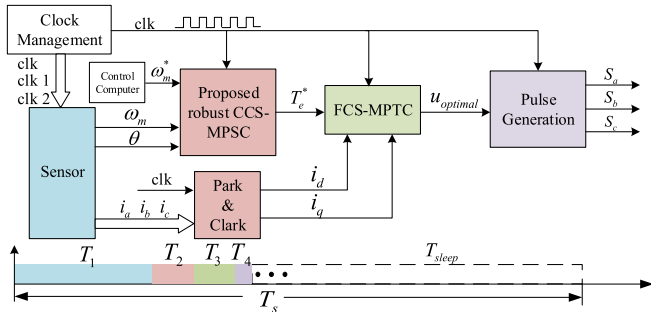 Clock
Management
clk
clk
clk 1
clk 2
Control
Computer
ω*m
Proposed
robust CCS-
MPSC
T*e
FCS-MPTC
uoptimal
Pulse
Generation
Sa
Sb
Sc
Sensor
ωm
θ
clk
Park
&
Clark
id
iq
ia ib ic
T1 T2 T3 T4 Tsleep
Ts